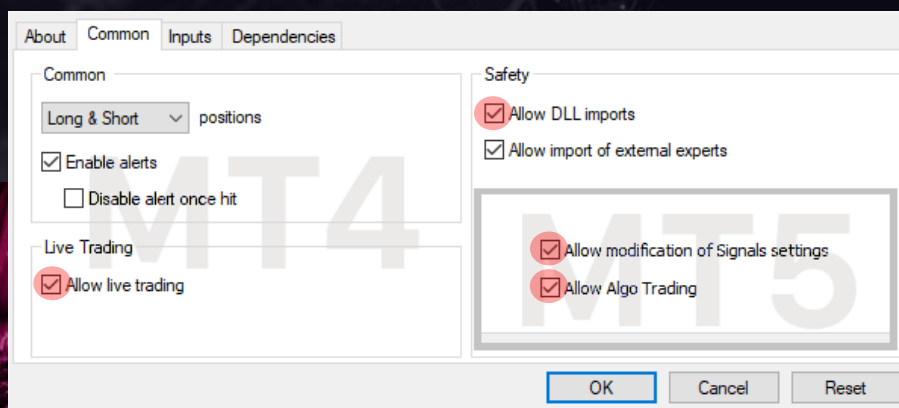 About Common Inputs Dependencies
Common
Long & Short positions
Enable alerts
Disable alert once hit
MT4
Live Trading
Allow live trading
Safety
Allow DLL imports
Allow import of external experts
MT5
Allow modification of Signals settings
Allow Algo Trading
OK Cancel Reset